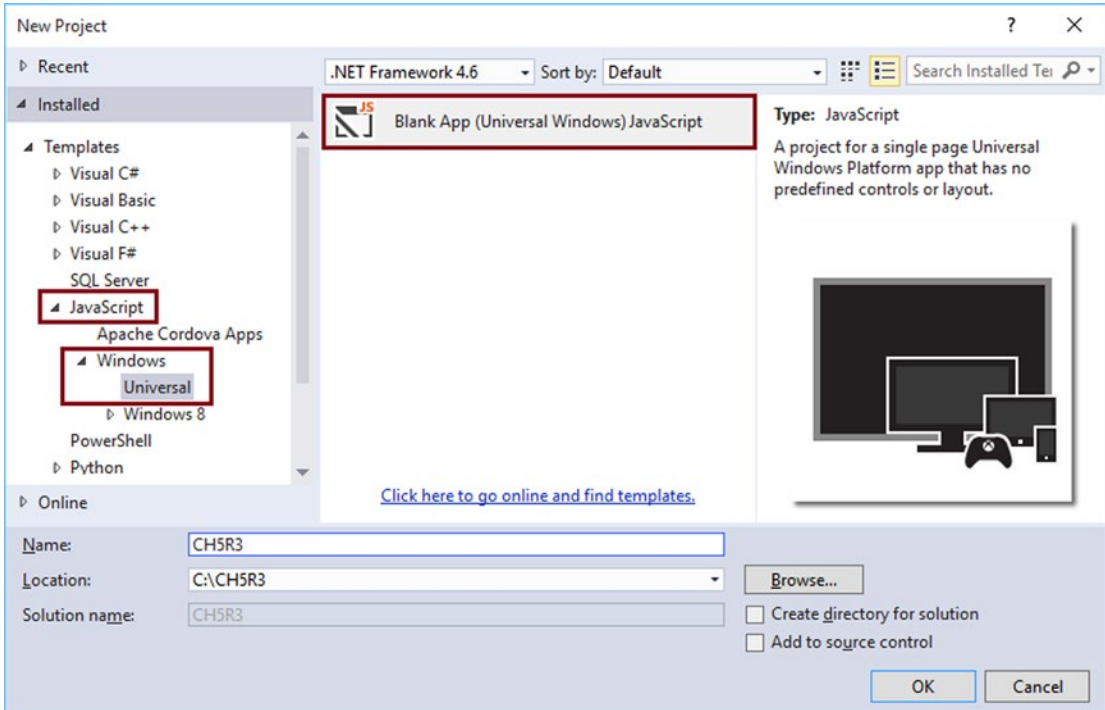 New Project
?
Recent
Installed
.NET Framework 4.6
Sort by:
Default
Search Installed Te
Templates
Visual C#
Visual Basic
Visual C++
Visual F#
SQL Server
JavaScript
Apache Cordova Apps
Windows
Universal
Windows 8
PowerShell
Python
Online
JS
Blank App (Universal Windows) JavaScript
Click here to go online and find templates.
Type: JavaScript
A project for a single page Universal
Windows Platform app that has no
predefined controls or layout.
Name:
CH5R3
Location:
C:\CH5R3
Browse...
Solution name:
CH5R3
Create directory for solution
Add to source control
OK
Cancel